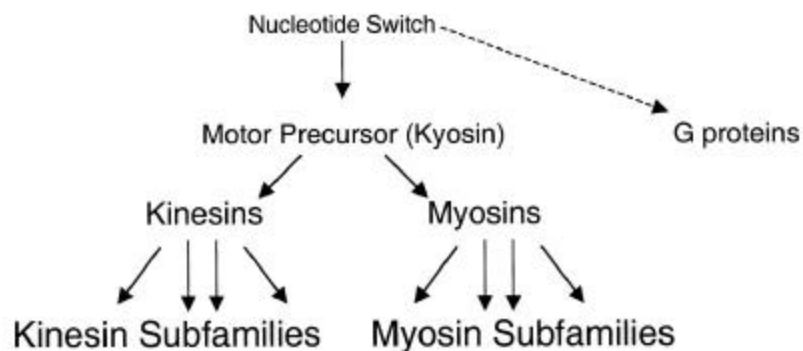 Nucleotide Switch
Motor Precursor (Kyosin)
G proteins
Kinesins
Myosins
Kinesin Subfamilies
Myosin Subfamilies